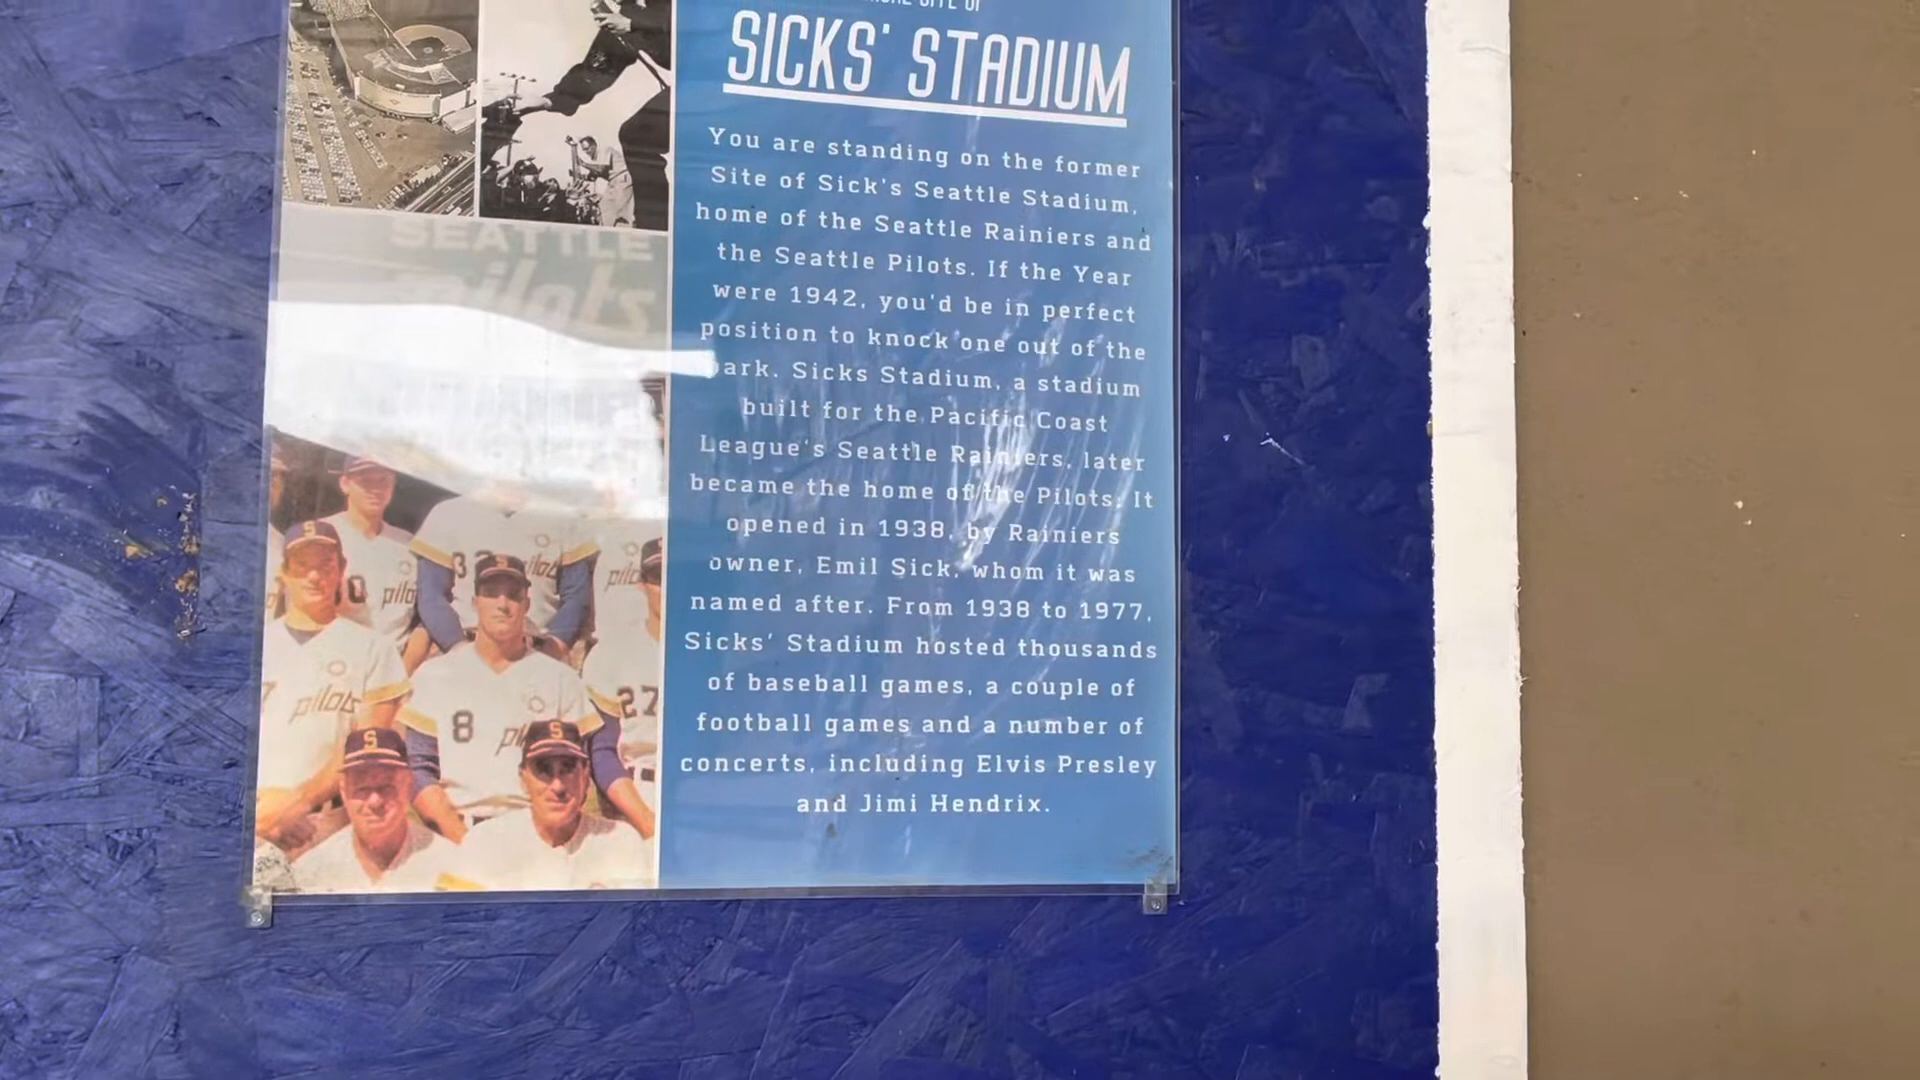 SITE OF
SICKS' STADIUM
You are standing on the former
Site of Sick's Seattle Stadium,
home of the Seattle Rainiers and
the Seattle Pilots. If the Year
were 1942, you'd be in perfect
position to knock one out of the
park. Sicks Stadium, a stadium
built for the Pacific Coast
League's Seattle Rainiers, later
became the home of the Pilots. It
opened in 1938, by Rainiers
owner, Emil Sick, whom it was
named after. From 1938 to 1977,
Sicks' Stadium hosted thousands
of baseball games, a couple of
football games and a number of
concerts, including Elvis Presley
and Jimi Hendrix.
SEATTLE
pilots
S
pilots
8
27
S
S